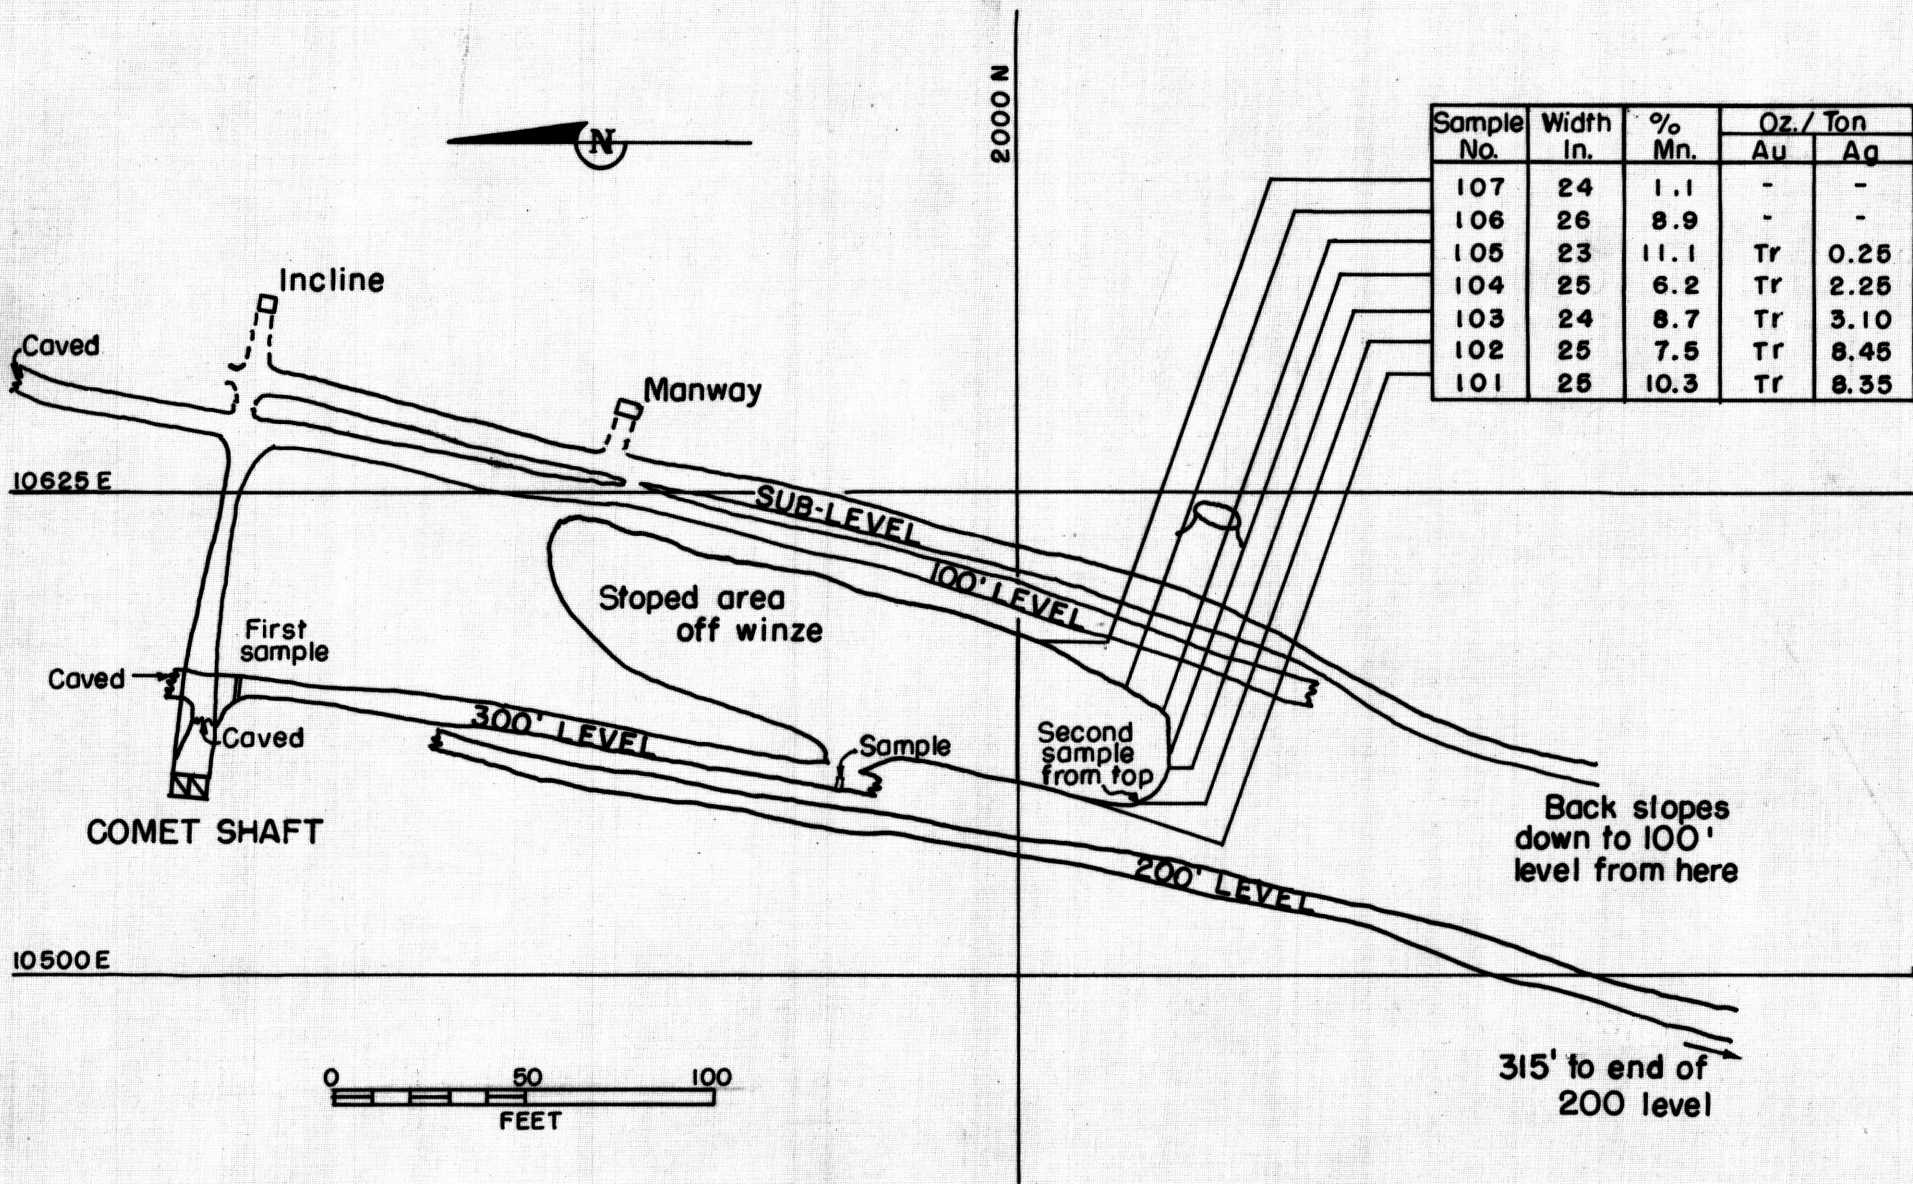 2000 N
N
Sample Width % Oz./ Ton
No. In. Mn. Au Ag
107 24 1.1 - -
106 26 8.9 - -
105 23 11.1 Tr 0.25
104 25 6.2 Tr 2.25
103 24 8.7 Tr 3.10
102 25 7.5 Tr 8.45
101 25 10.3 Tr 8.35
Incline
Caved
Manway
10625 E
SUB-LEVEL
100' LEVEL
Stoped area
off winze
First
sample
Caved
Caved
300' LEVEL
Sample
Second
sample
from top
COMET SHAFT
Back slopes
down to 100'
level from here
200' LEVEL
10500 E
315' to end of
200 level
0 50 100
FEET